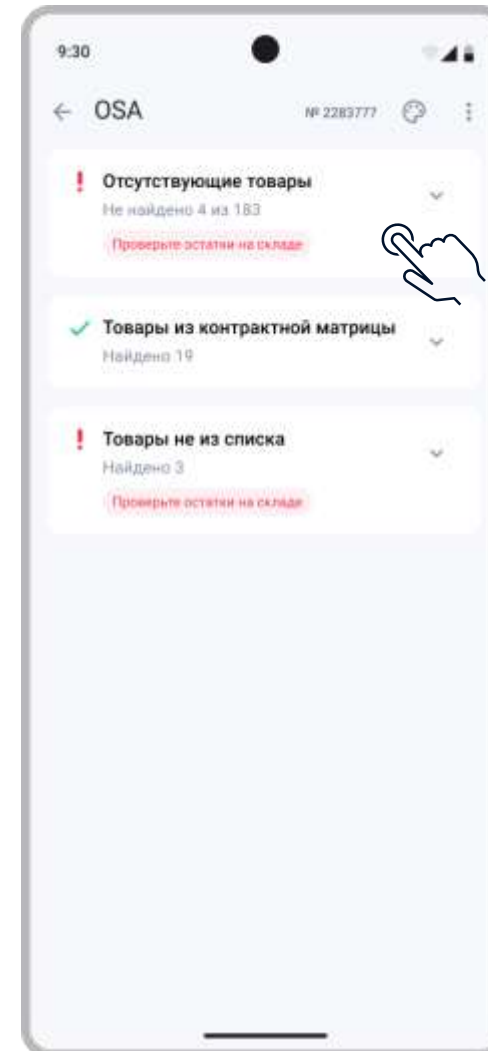 9:30
OSA № 2283777
Отсутствующие товары
Не найдено 4 из 183
Проверьте остатки на складе
Товары из контрактной матрицы
Найдено 19
Товары не из списка
Найдено 3
Проверьте остатки на складе